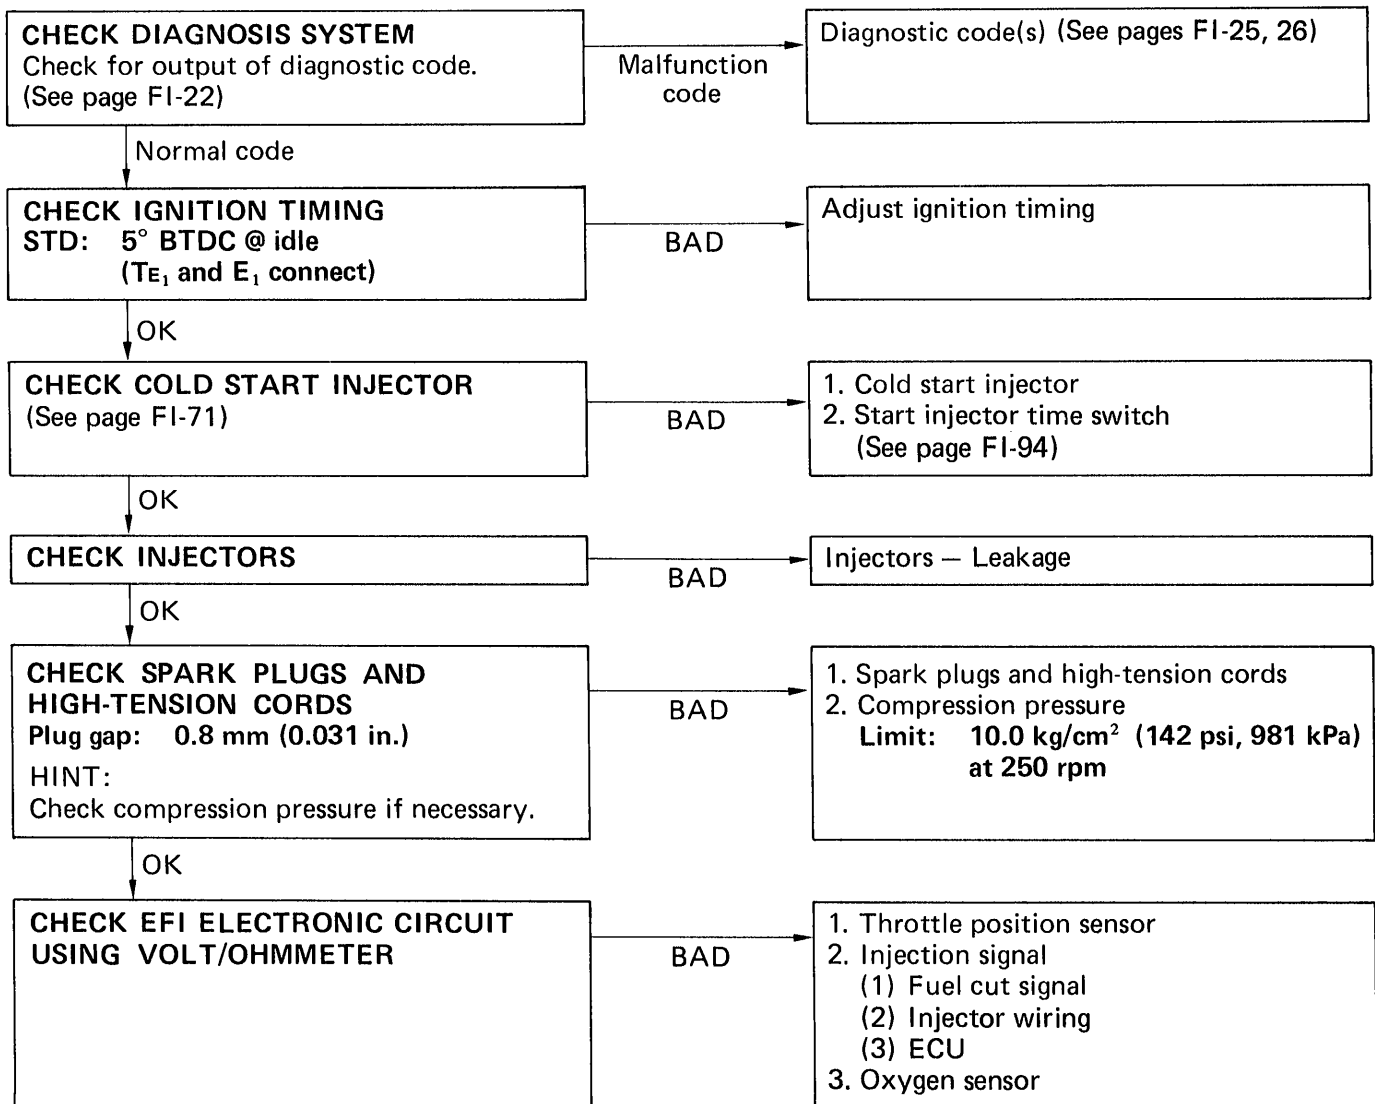 CHECK DIAGNOSIS SYSTEM
Check for output of diagnostic code.
(See page FI-22)
Malfunction
code
Diagnostic code(s) (See pages FI-25, 26)
Normal code
CHECK IGNITION TIMING
STD: 5° BTDC @ idle
(TE₁ and E₁ connect)
BAD
Adjust ignition timing
OK
CHECK COLD START INJECTOR
(See page FI-71)
BAD
1. Cold start injector
2. Start injector time switch
(See page FI-94)
OK
CHECK INJECTORS
BAD
Injectors — Leakage
OK
CHECK SPARK PLUGS AND
HIGH-TENSION CORDS
Plug gap: 0.8 mm (0.031 in.)
HINT:
Check compression pressure if necessary.
BAD
1. Spark plugs and high-tension cords
2. Compression pressure
Limit: 10.0 kg/cm² (142 psi, 981 kPa)
at 250 rpm
OK
CHECK EFI ELECTRONIC CIRCUIT
USING VOLT/OHMMETER
BAD
1. Throttle position sensor
2. Injection signal
(1) Fuel cut signal
(2) Injector wiring
(3) ECU
3. Oxygen sensor